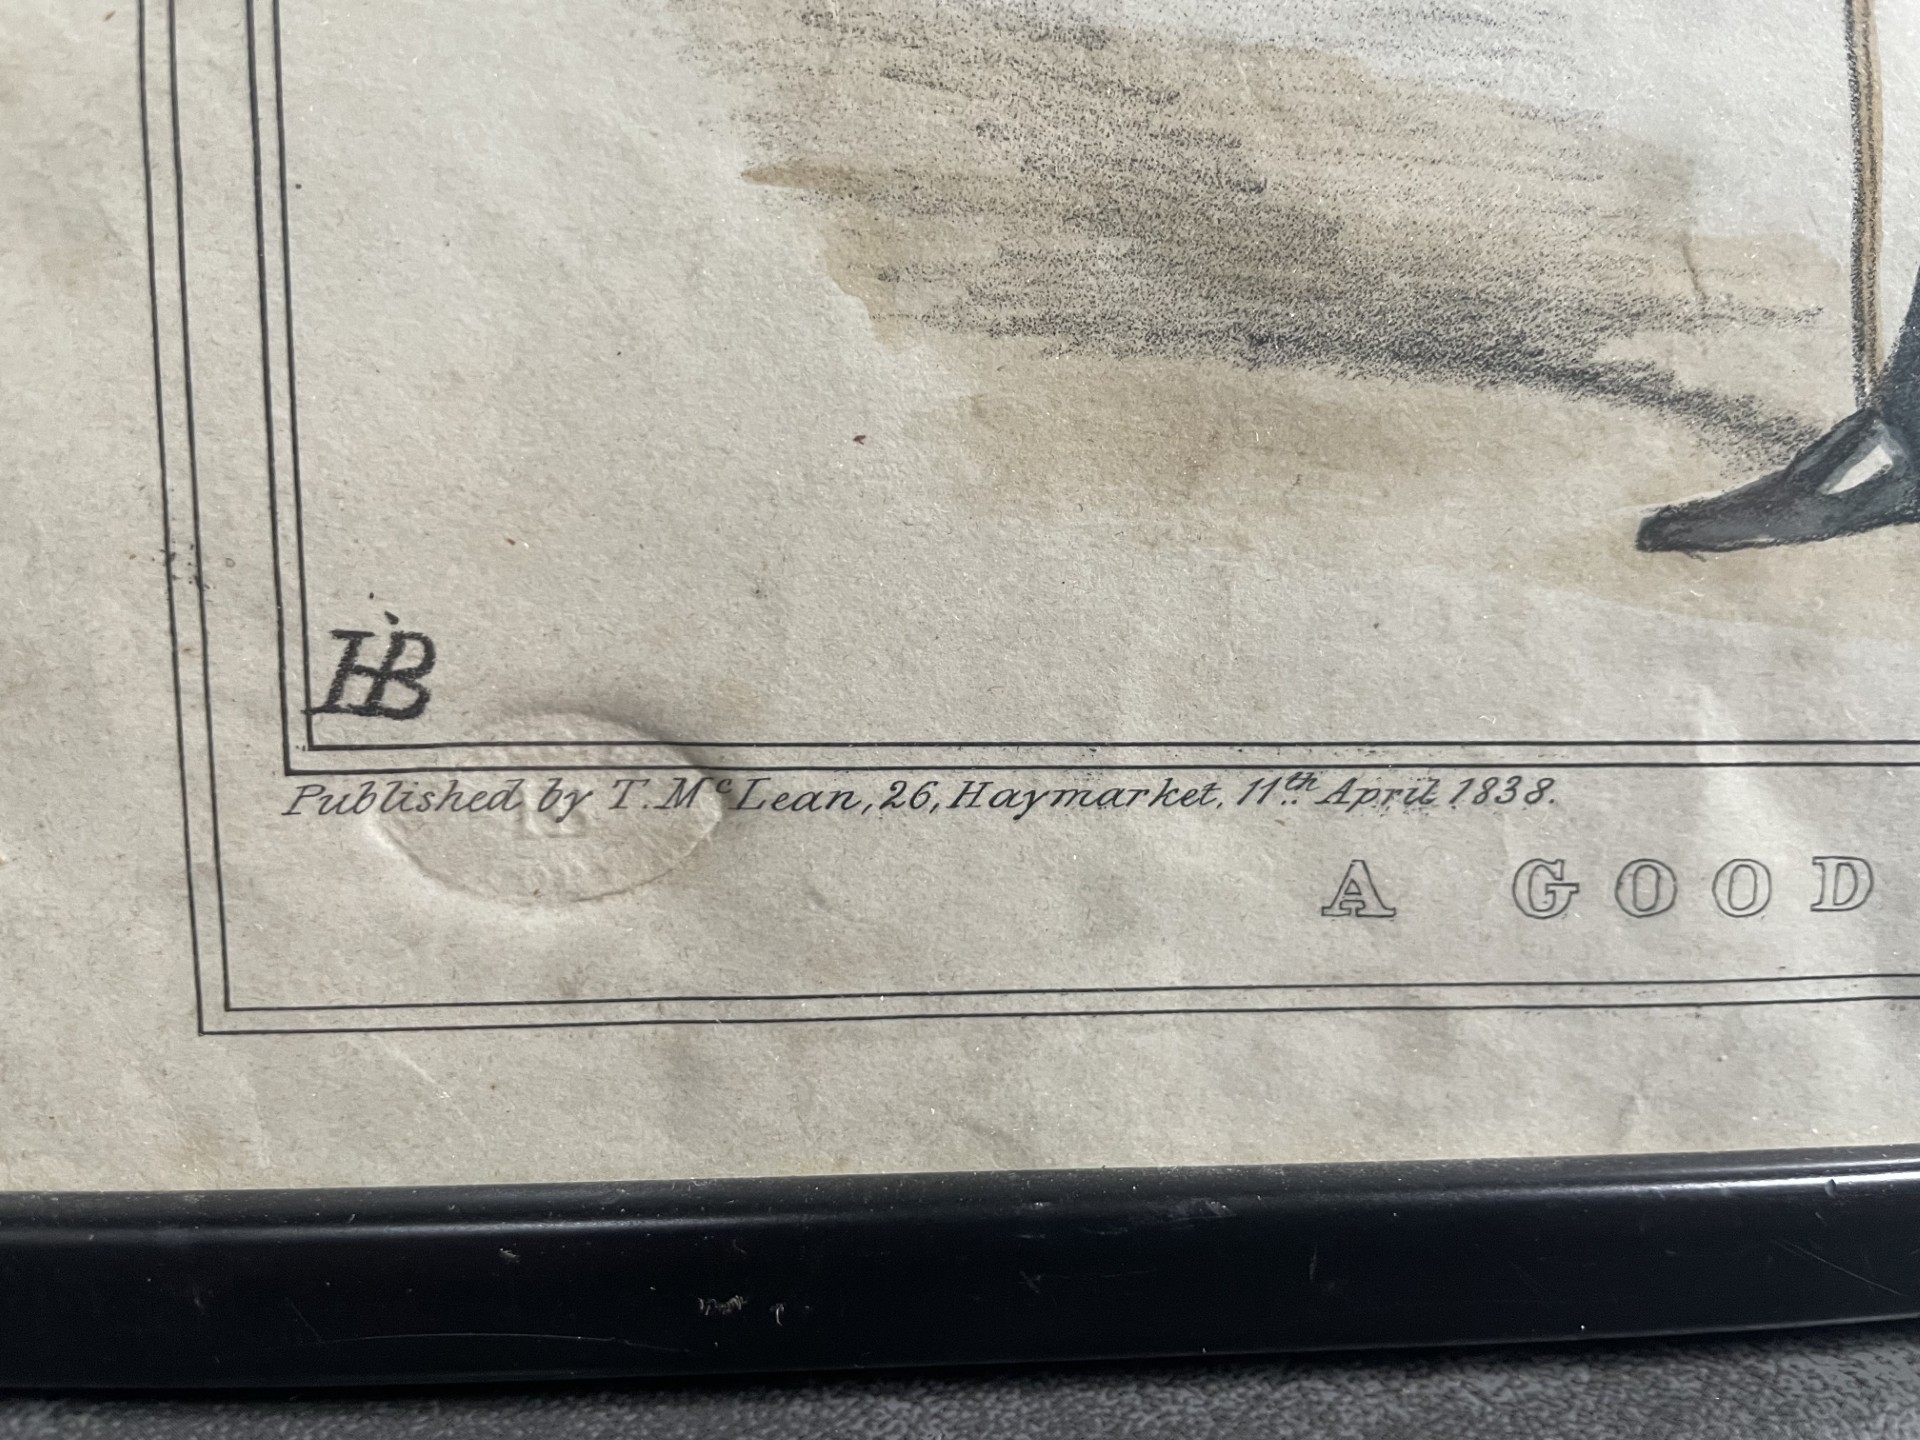 HB
Published by T. McLean, 26, Haymarket, 11th April 1838.
A GOOD